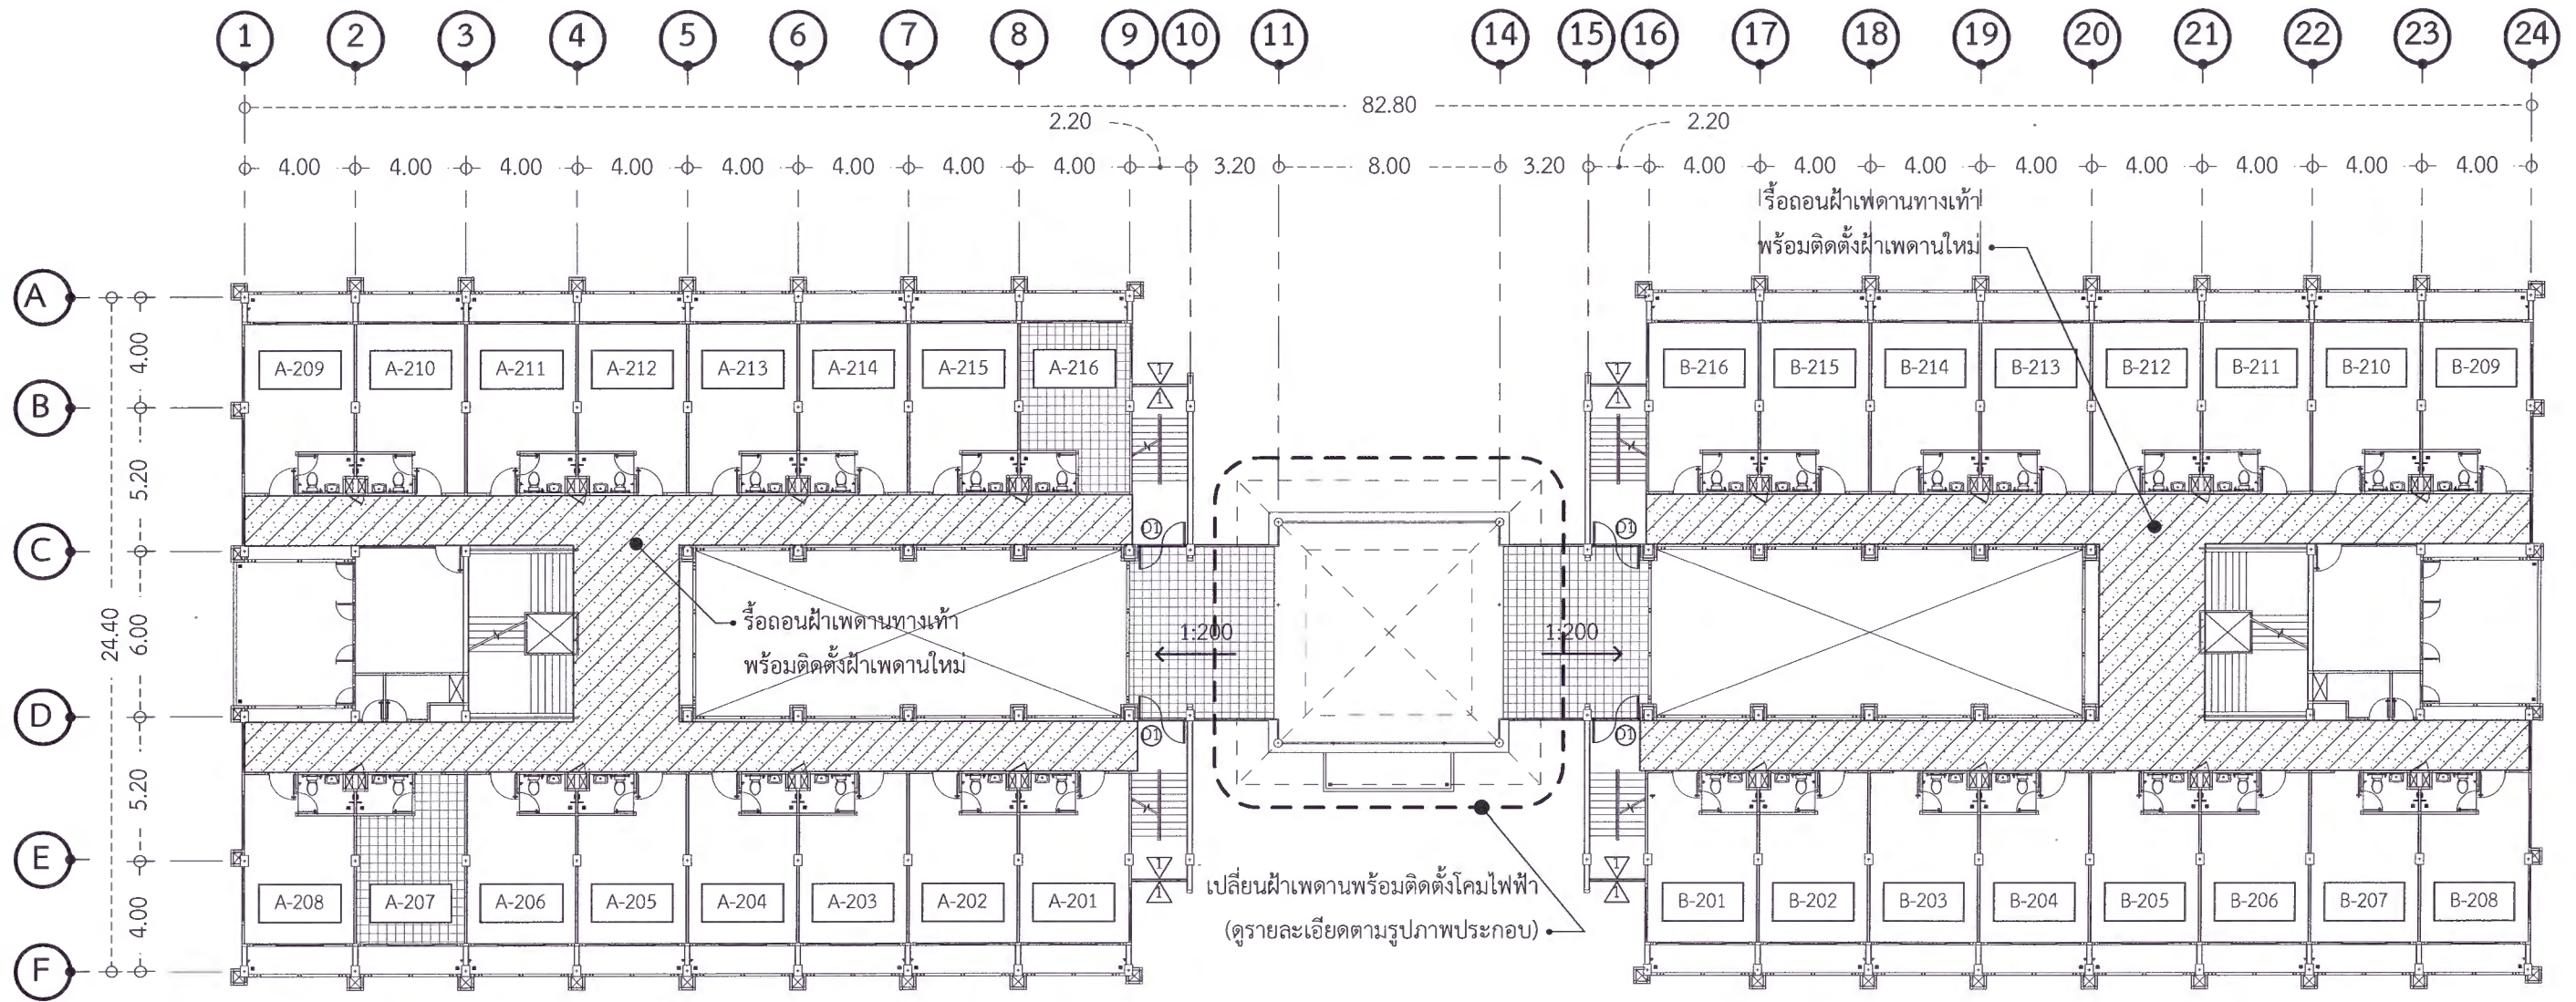 1 2 3 4 5 6 7 8 9 10 11 14 15 16 17 18 19 20 21 22 23 24
82.80
2.20 2.20
4.00 4.00 4.00 4.00 4.00 4.00 4.00 4.00 3.20 8.00 3.20 4.00 4.00 4.00 4.00 4.00 4.00 4.00 4.00
รื้อถอนฝ้าเพดานทางเท้า
พร้อมติดตั้งฝ้าเพดานใหม่
A
4.00
A-209 A-210 A-211 A-212 A-213 A-214 A-215 A-216 B-216 B-215 B-214 B-213 B-212 B-211 B-210 B-209
1 1
B
1 1
5.20
D1 D1
C
24.40
6.00
รื้อถอนฝ้าเพดานทางเท้า
พร้อมติดตั้งฝ้าเพดานใหม่
1:200 1:200
D
D1 D1
5.20
E
1 1
1 1
4.00
A-208 A-207 A-206 A-205 A-204 A-203 A-202 A-201 B-201 B-202 B-203 B-204 B-205 B-206 B-207 B-208
เปลี่ยนฝ้าเพดานพร้อมติดตั้งโคมไฟฟ้า
(ดูรายละเอียดตามรูปภาพประกอบ)
F